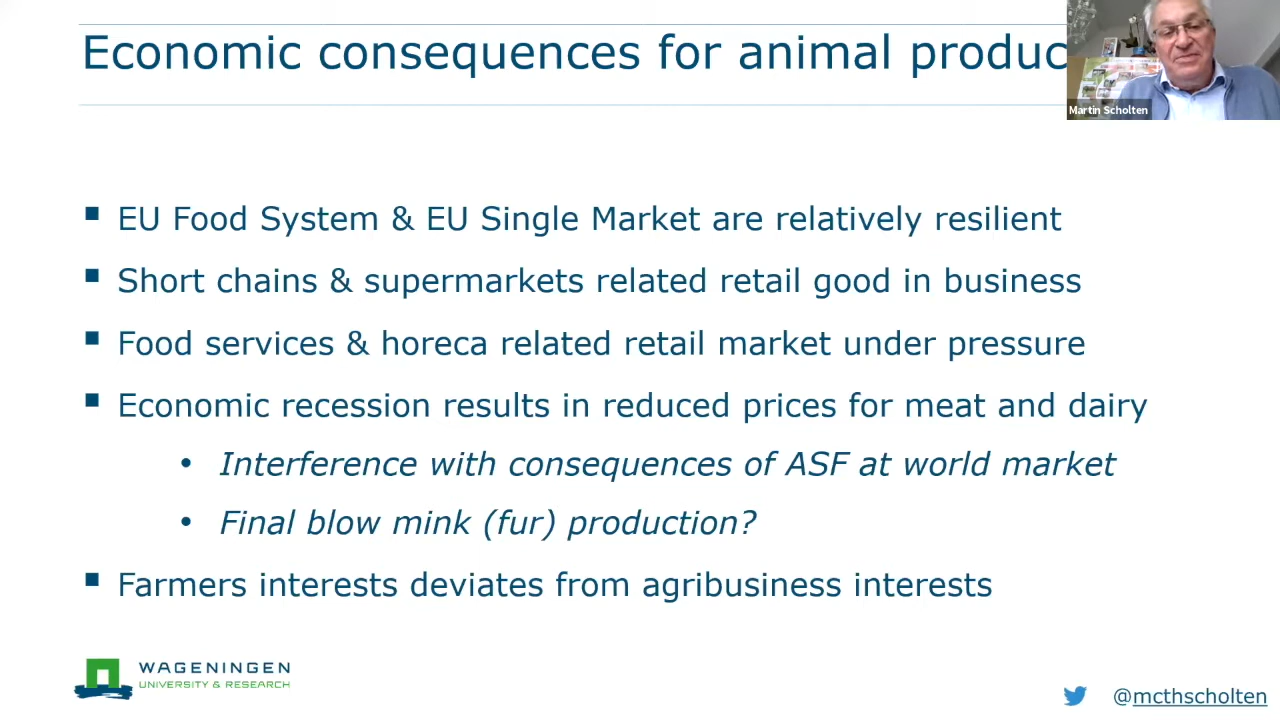 Economic consequences for animal produc
Martin Scholten
▪ EU Food System & EU Single Market are relatively resilient
▪ Short chains & supermarkets related retail good in business
▪ Food services & horeca related retail market under pressure
▪ Economic recession results in reduced prices for meat and dairy
• Interference with consequences of ASF at world market
• Final blow mink (fur) production?
▪ Farmers interests deviates from agribusiness interests
WAGENINGEN
UNIVERSITY & RESEARCH
@mcthscholten